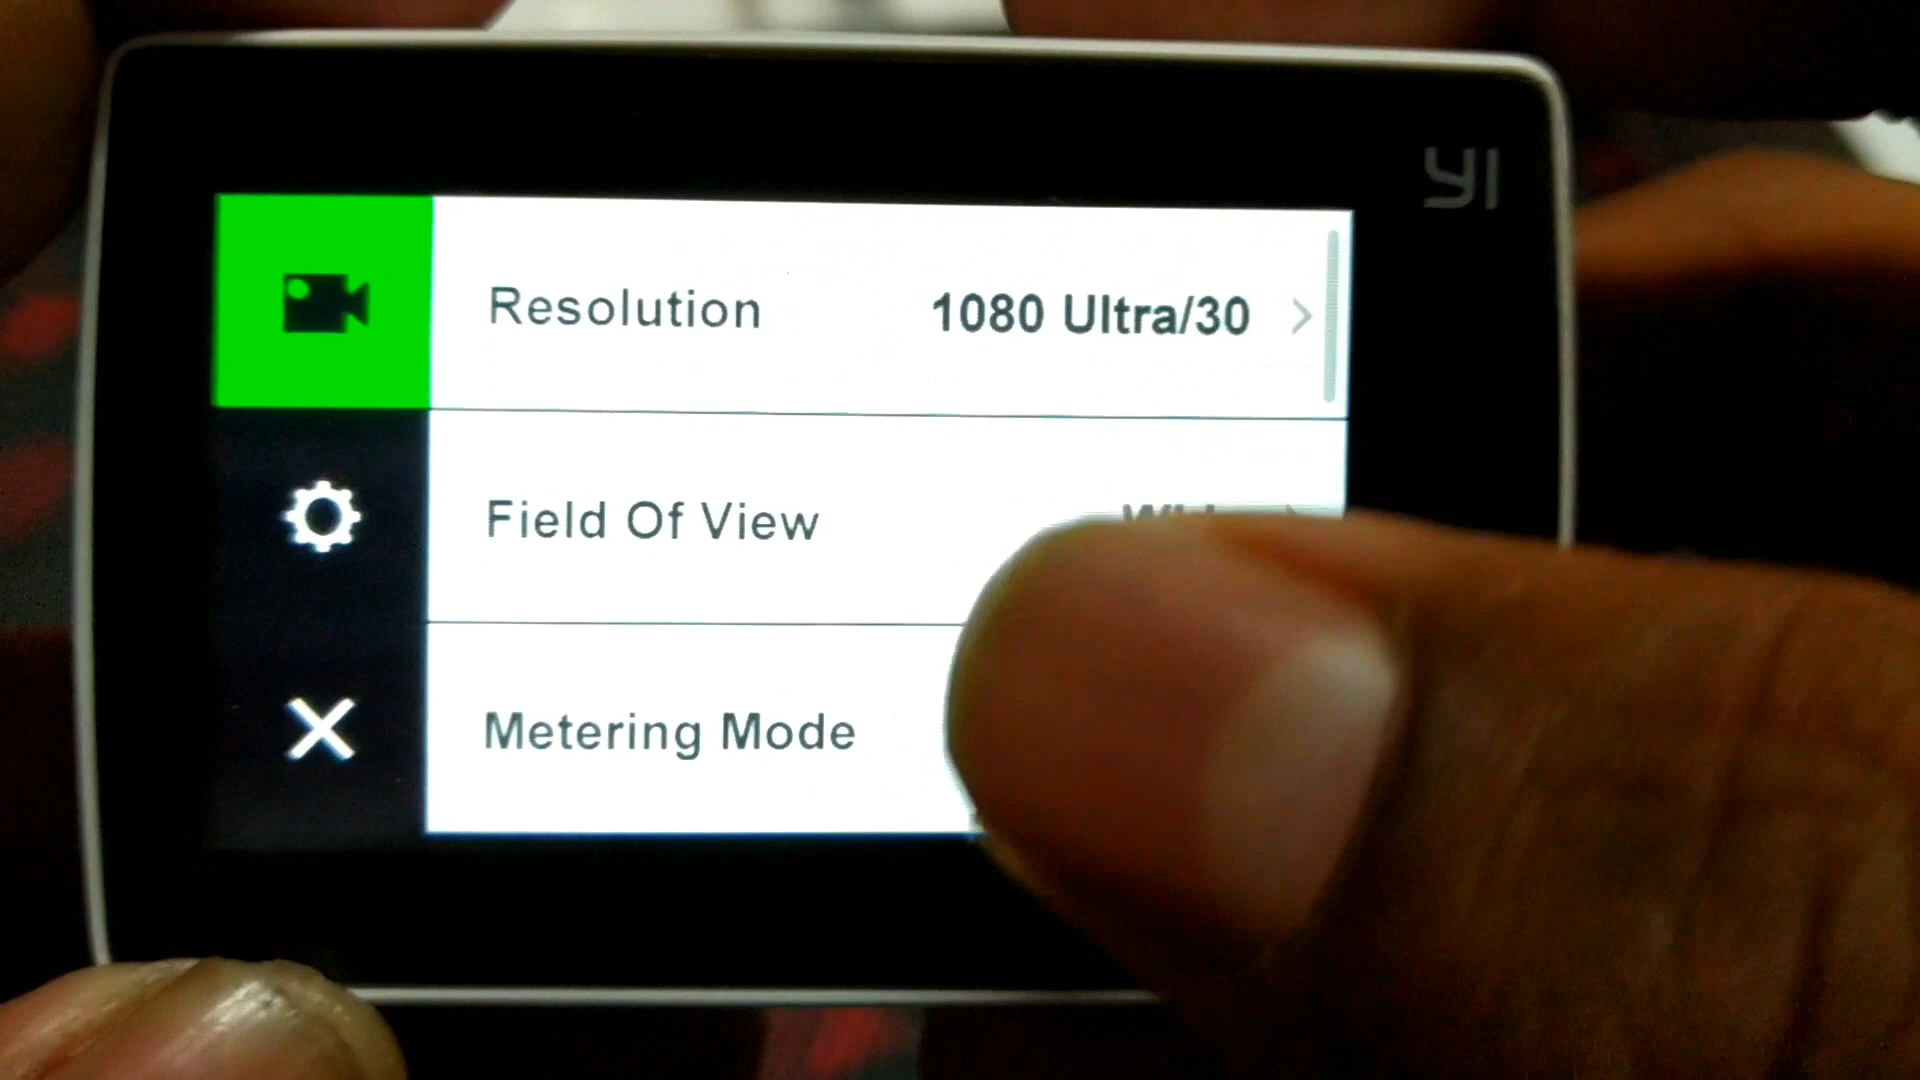 YI
Resolution 1080 Ultra/30
Field Of View
Metering Mode